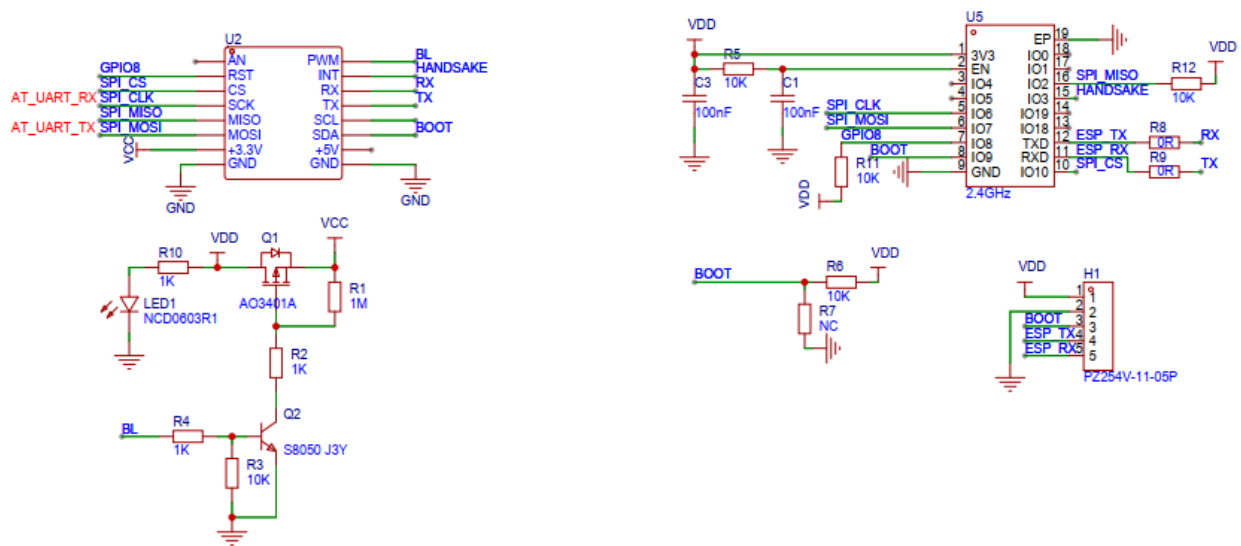 U2
AN
PWM
BL
GPIO8
RST
INT
HANDSAKE
SPI_CS
CS
RX
RX
AT_UART_RX
SPI_CLK
SCK
TX
TX
SPI_MISO
MISO
SCL
AT_UART_TX
SPI_MOSI
MOSI
SDA
BOOT
VCC
+3.3V
+5V
GND
GND
GND
GND
R10
1K
VDD
Q1
AO3401A
VCC
R1
1M
LED1
NCD0603R1
R2
1K
BL
R4
1K
Q2
S8050 J3Y
R3
10K
VDD
R5
10K
C3
100nF
C1
100nF
U5
1
3V3
2
EN
3
IO4
4
IO5
SPI_CLK
5
IO6
SPI_MOSI
6
IO7
GPIO8
7
IO8
BOOT
8
IO9
9
GND
R11
10K
VDD
2.4GHz
EP
19
IO0
18
IO1
17
IO2
16
SPI_MISO
R12
10K
VDD
IO3
15
HANDSAKE
IO19
14
IO18
13
TXD
12
ESP_TX
R8
0R
RX
RXD
11
ESP_RX
R9
0R
TX
IO10
10
SPI_CS
BOOT
R6
10K
VDD
R7
NC
VDD
H1
1
1
2
2
BOOT
3
3
ESP_TX
4
4
ESP_RX
5
5
PZ254V-11-05P